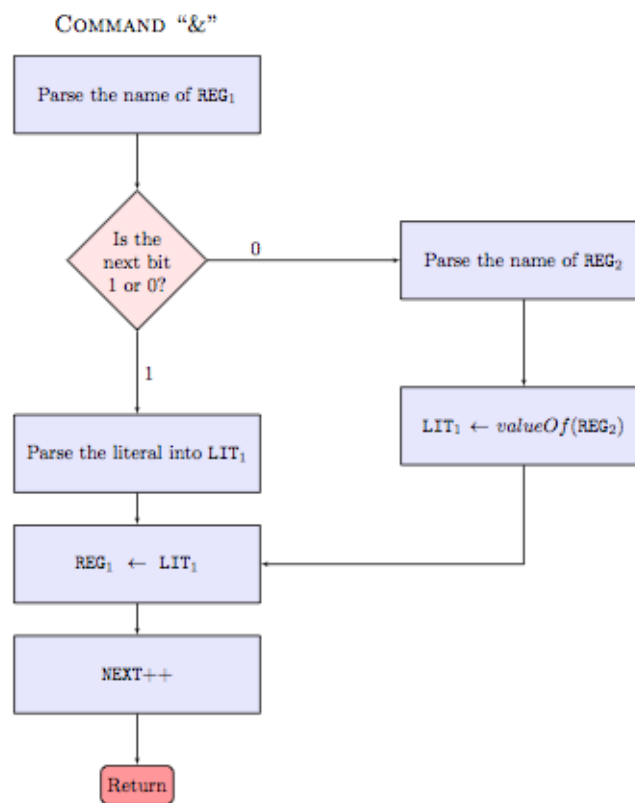 COMMAND “&”
Parse the name of REG₁
Is the
next bit
1 or 0?
0
Parse the name of REG₂
1
LIT₁ ← valueOf(REG₂)
Parse the literal into LIT₁
REG₁ ← LIT₁
NEXT++
Return